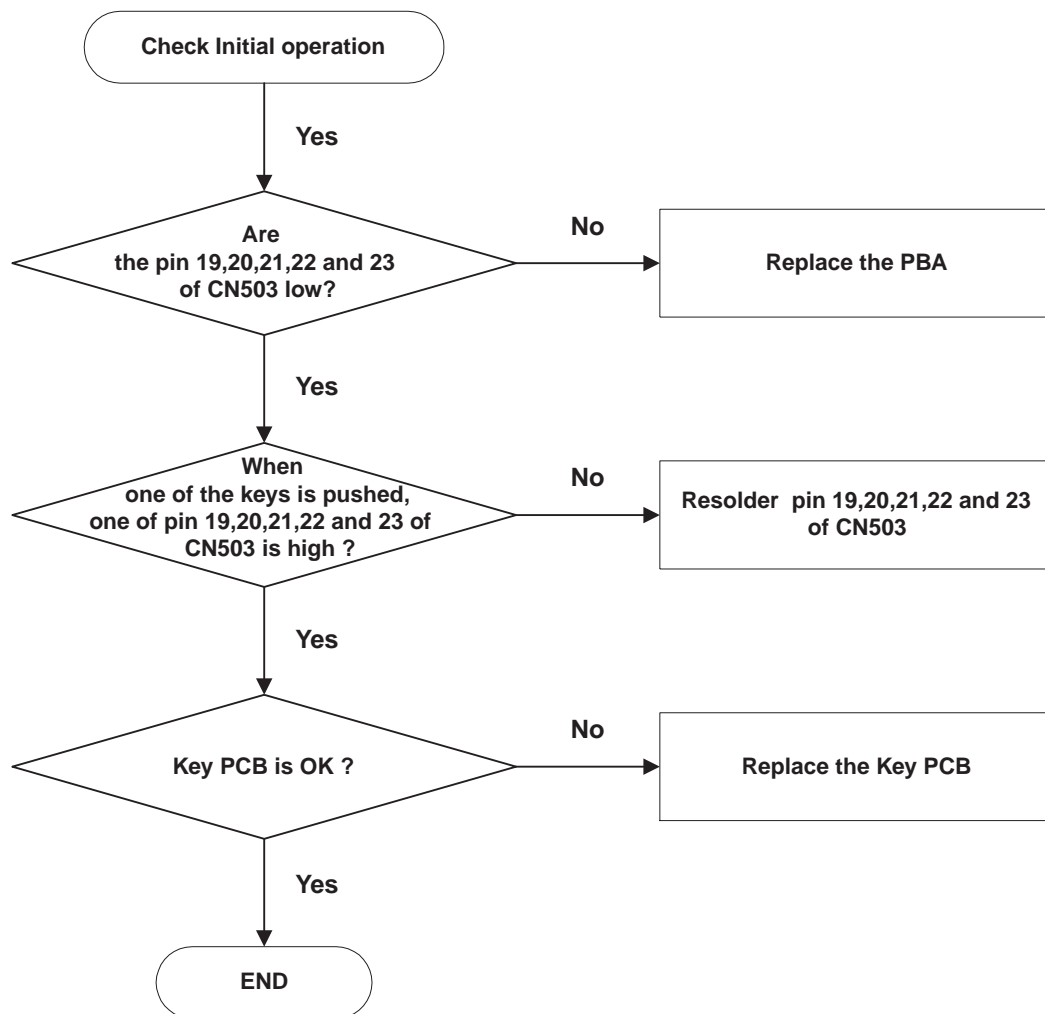 Check Initial operation
Yes
Are
the pin 19,20,21,22 and 23
of CN503 low?
No
Replace the PBA
Yes
When
one of the keys is pushed,
one of pin 19,20,21,22 and 23 of
CN503 is high ?
No
Resolder  pin 19,20,21,22 and 23
of CN503
Yes
Key PCB is OK ?
No
Replace the Key PCB
Yes
END